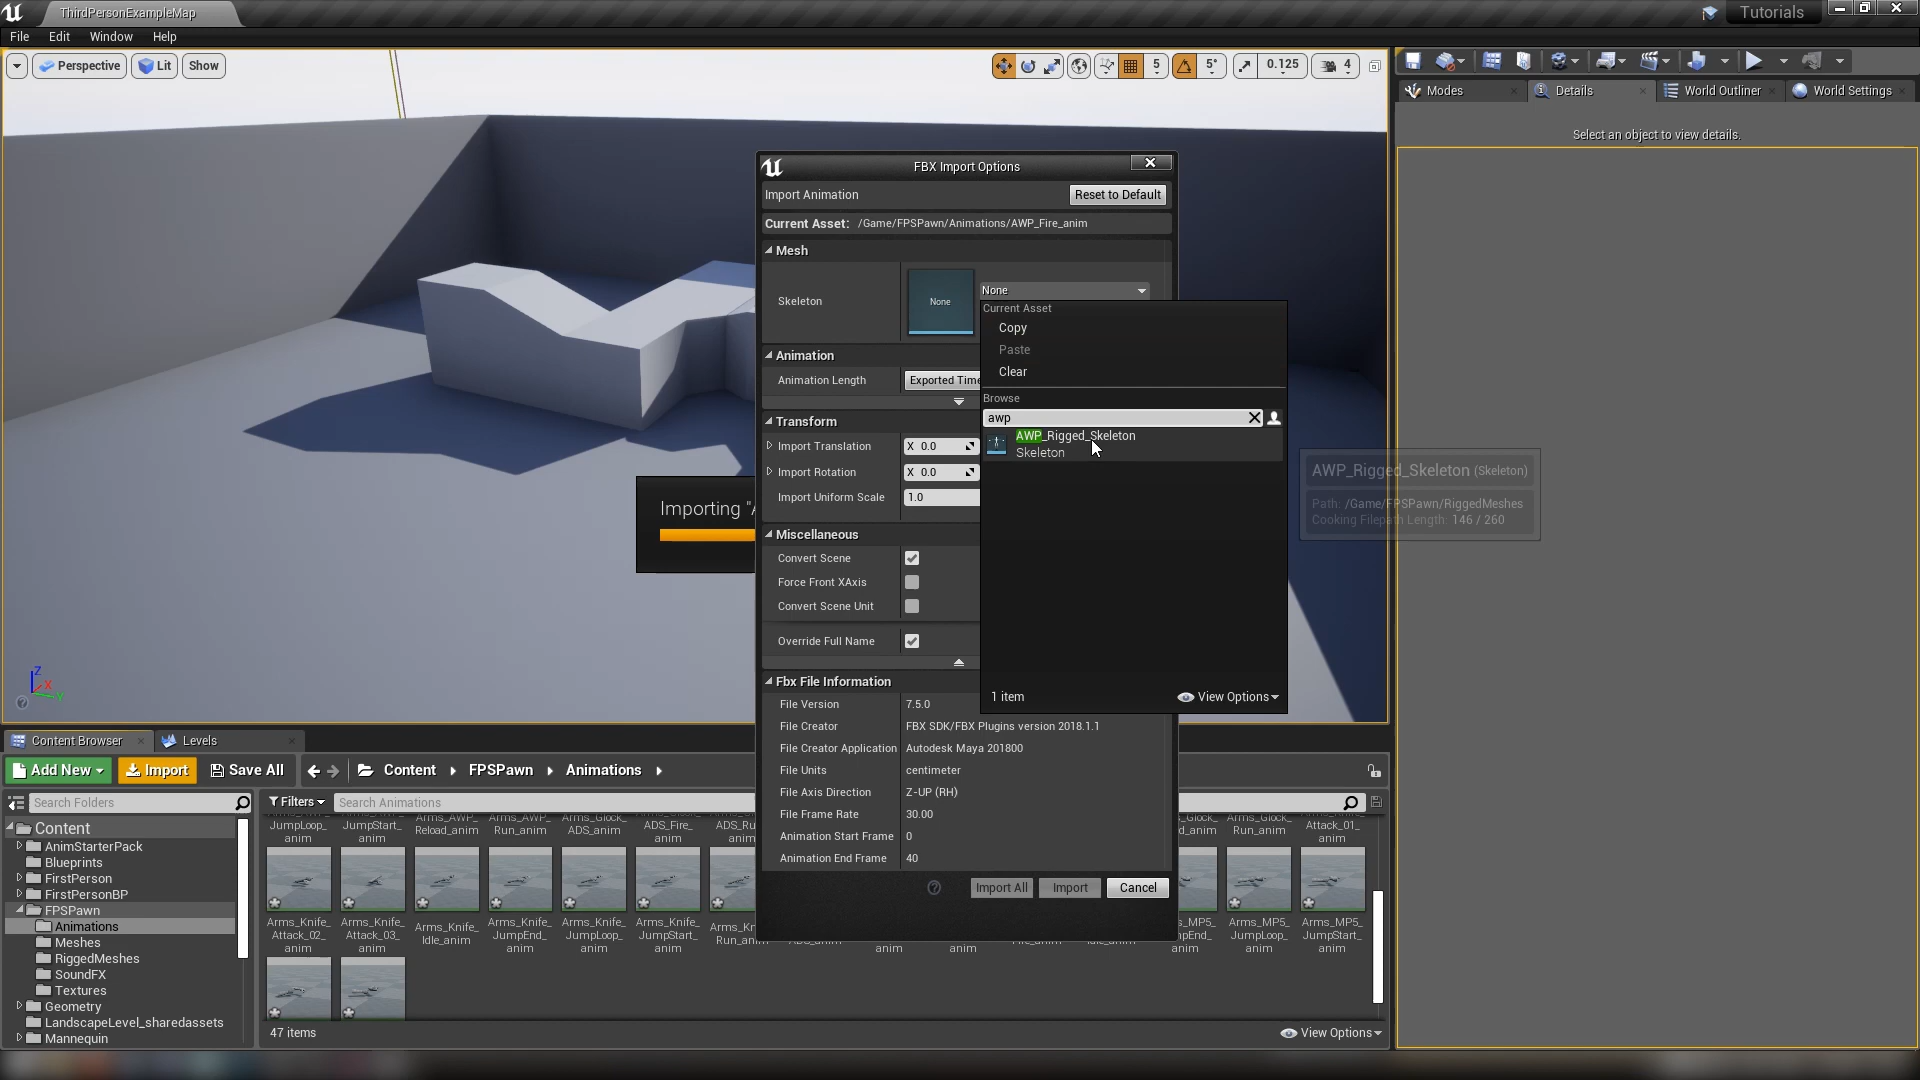 ThirdPersonExampleMap
Tutorials
File Edit Window Help
Perspective Lit Show
5 5° 0.125 4
Modes Details World Outliner World Settings
Select an object to view details.
FBX Import Options
Import Animation Reset to Default
Current Asset: /Game/FPSPawn/Animations/AWP_Fire_anim
Mesh
Skeleton None None
Current Asset
Copy
Paste
Clear
Browse
awp
AWP_Rigged_Skeleton
Skeleton
1 item View Options
AWP_Rigged_Skeleton (Skeleton)
Path: /Game/FPSPawn/RiggedMeshes
Cooking Filepath Length: 146 / 260
Importing "A
Animation
Animation Length Exported Time
Transform
Import Translation X 0.0
Import Rotation X 0.0
Import Uniform Scale 1.0
Miscellaneous
Convert Scene
Force Front XAxis
Convert Scene Unit
Override Full Name
Fbx File Information
File Version 7.5.0
File Creator FBX SDK/FBX Plugins version 2018.1.1
File Creator Application Autodesk Maya 201800
File Units centimeter
File Axis Direction Z-UP (RH)
File Frame Rate 30.00
Animation Start Frame 0
Animation End Frame 40
Import All Import Cancel
Z X Y
Content Browser Levels
Add New Import Save All Content FPSPawn Animations
Search Folders
Filters Search Animations
Content
AnimStarterPack
Blueprints
FirstPerson
FirstPersonBP
FPSPawn
Animations
Meshes
RiggedMeshes
SoundFX
Textures
Geometry
LandscapeLevel_sharedassets
Mannequin
JumpLoop_ JumpStart_ Reload_anim Run_anim ADS_anim ADS_Fire_ ADS_Ru d_anim Run_anim Attack_01_
anim anim anim anim
Arms_Knife_ Arms_Knife_ Arms_Knife_ Arms_Knife_ Arms_Knife_ Arms_Knife_ Arms_Kn s_MP5_ Arms_MP5_ Arms_MP5_
Attack_02_ Attack_03_ Idle_anim JumpEnd_ JumpLoop_ JumpStart_ Run_anim mpEnd_ JumpLoop_ JumpStart_
anim anim anim anim anim anim anim anim anim anim
47 items View Options